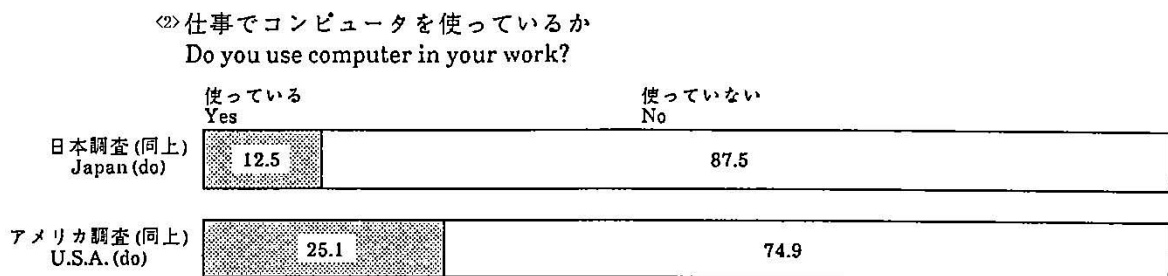 <2>仕事でコンピュータを使っているか
Do you use computer in your work?
使っている 使っていない
Yes No
日本調査(同上)
Japan(do)
12.5 87.5
アメリカ調査(同上)
U.S.A.(do)
25.1 74.9